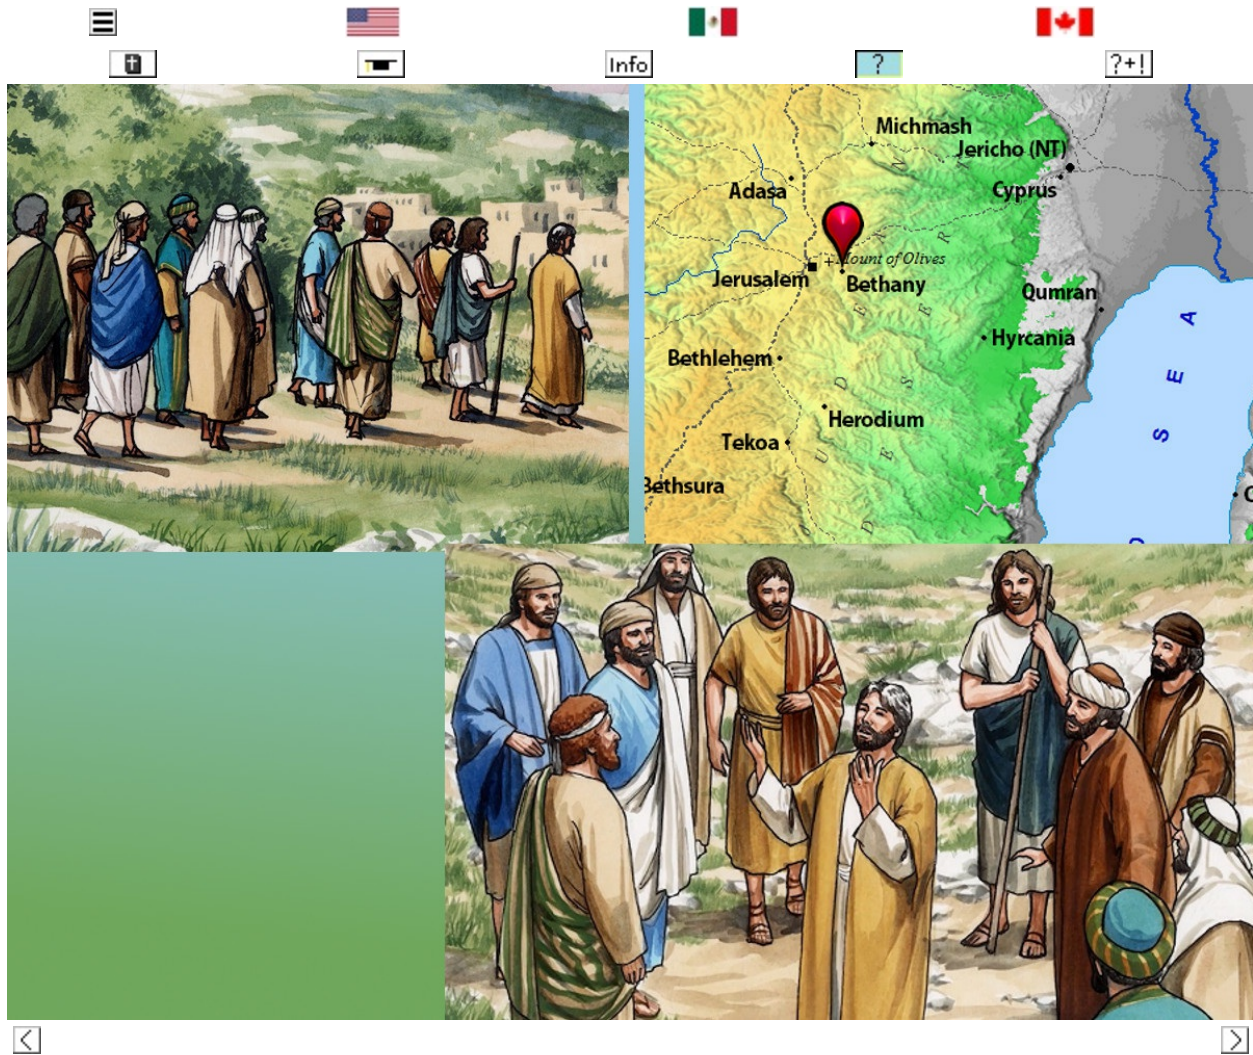 Info
?
?+!
Michmash
Jericho (NT)
Adasa
Cyprus
Mount of Olives
Jerusalem
Bethany
Qumran
Hyrcania
Bethlehem
Herodium
Tekoa
Bethsura
S E A